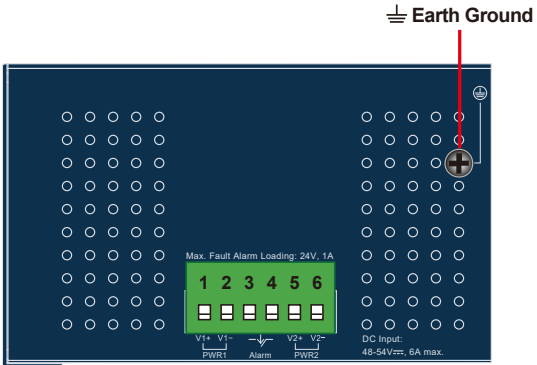 Earth Ground
Max. Fault Alarm Loading: 24V, 1A
1 2 3 4 5 6
V1+ V1− V2+ V2−
PWR1 Alarm PWR2
DC Input:
48-54V⎓, 6A max.